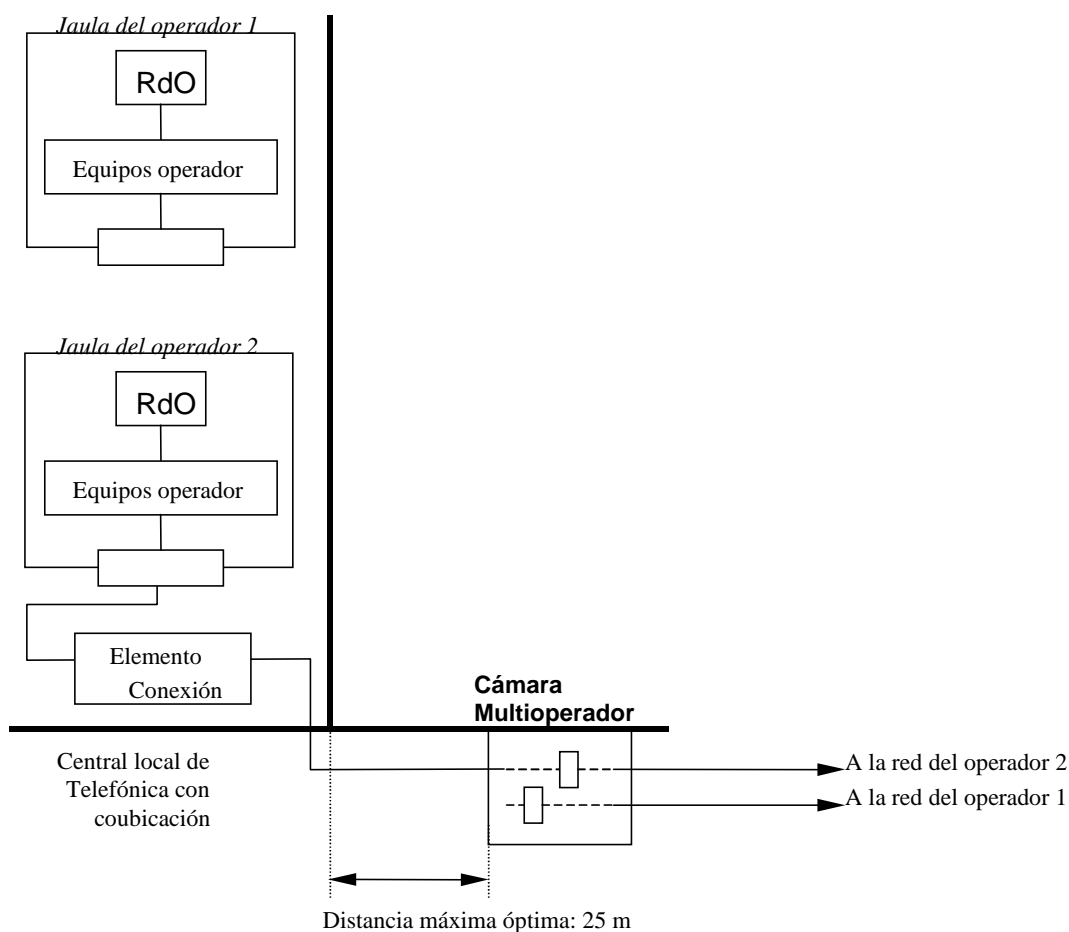 Jaula del operador 1
RdO
Equipos operador
Jaula del operador 2
RdO
Equipos operador
Elemento
Conexión
Cámara
Multioperador
Central local de
Telefónica con
coubicación
A la red del operador 2
A la red del operador 1
Distancia máxima óptima: 25 m